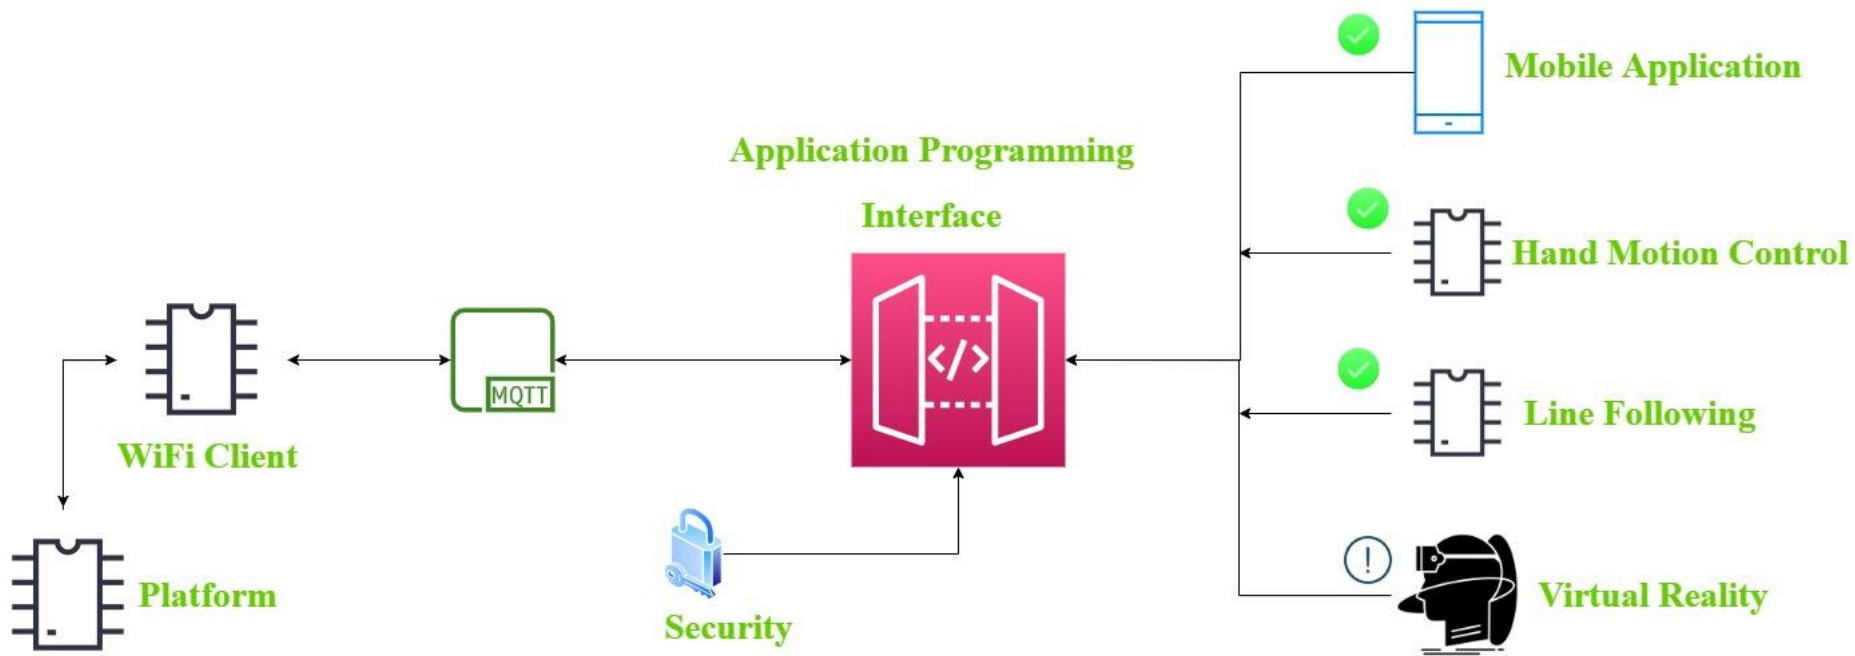 Mobile Application
Application Programming
Interface
Hand Motion Control
</>
MQTT
WiFi Client
Line Following
Platform
Security
Virtual Reality